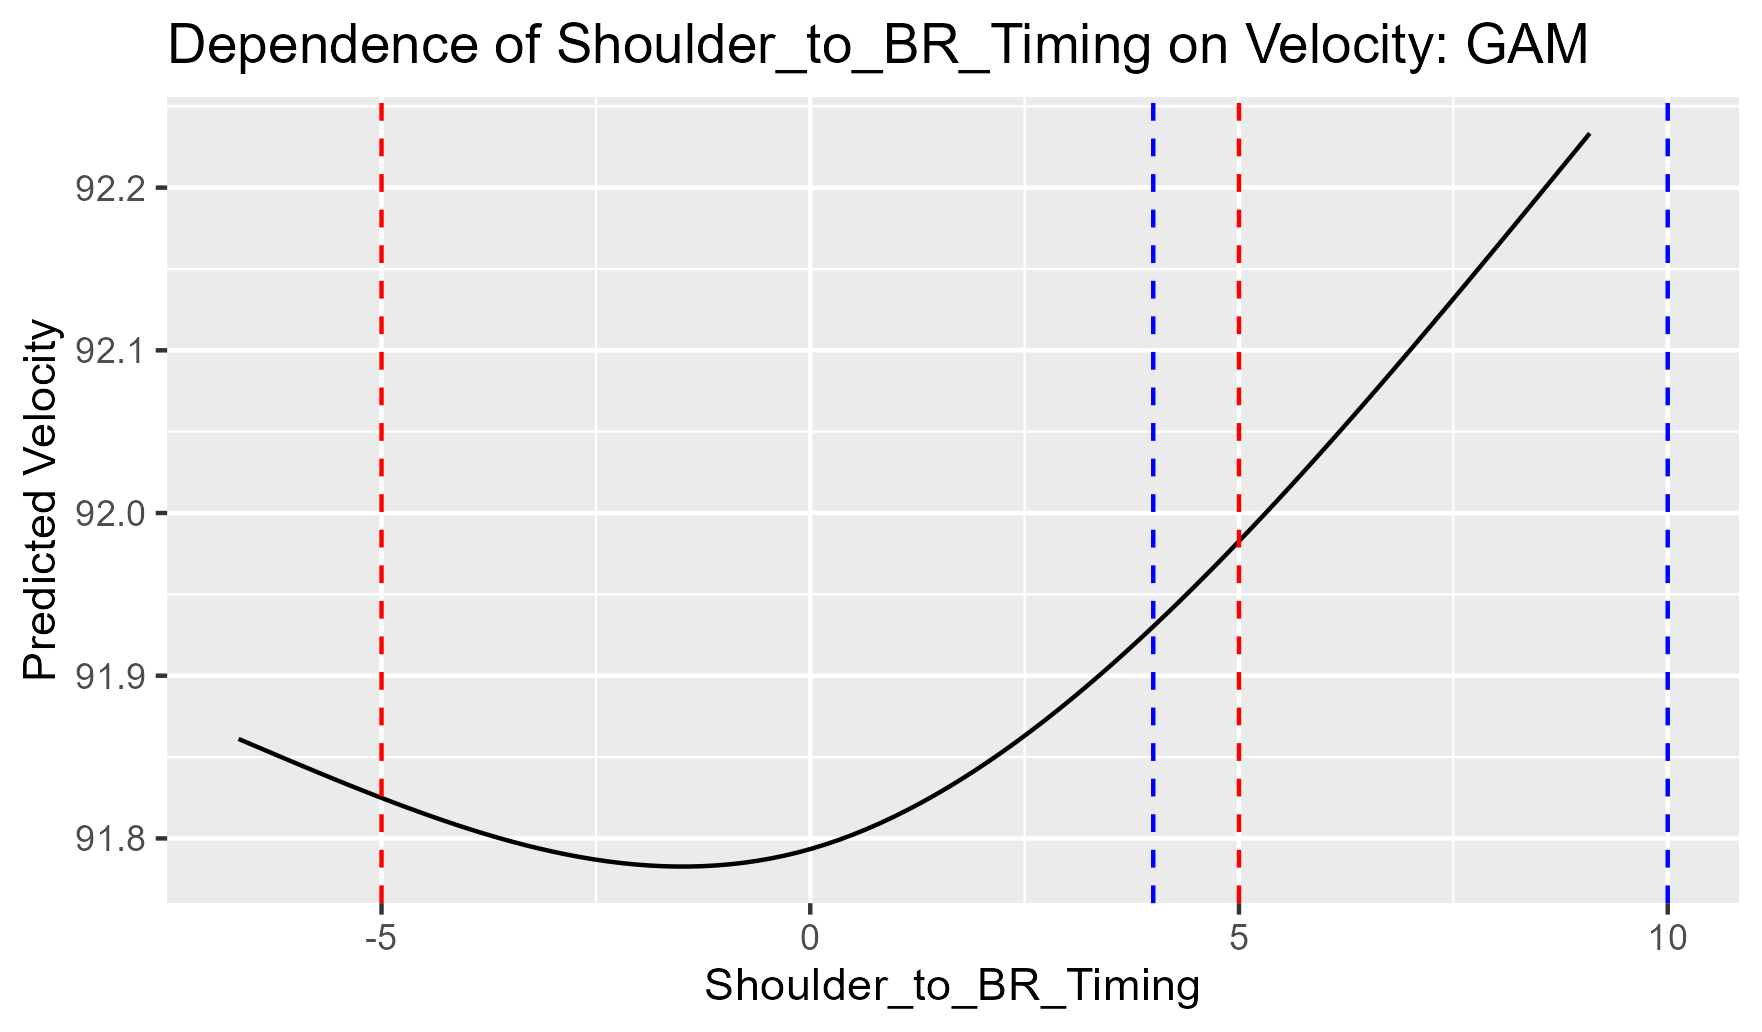 Dependence of Shoulder_to_BR_Timing on Velocity: GAM
Predicted Velocity
92.2
92.1
92.0
91.9
91.8
-5 0 5 10
Shoulder_to_BR_Timing